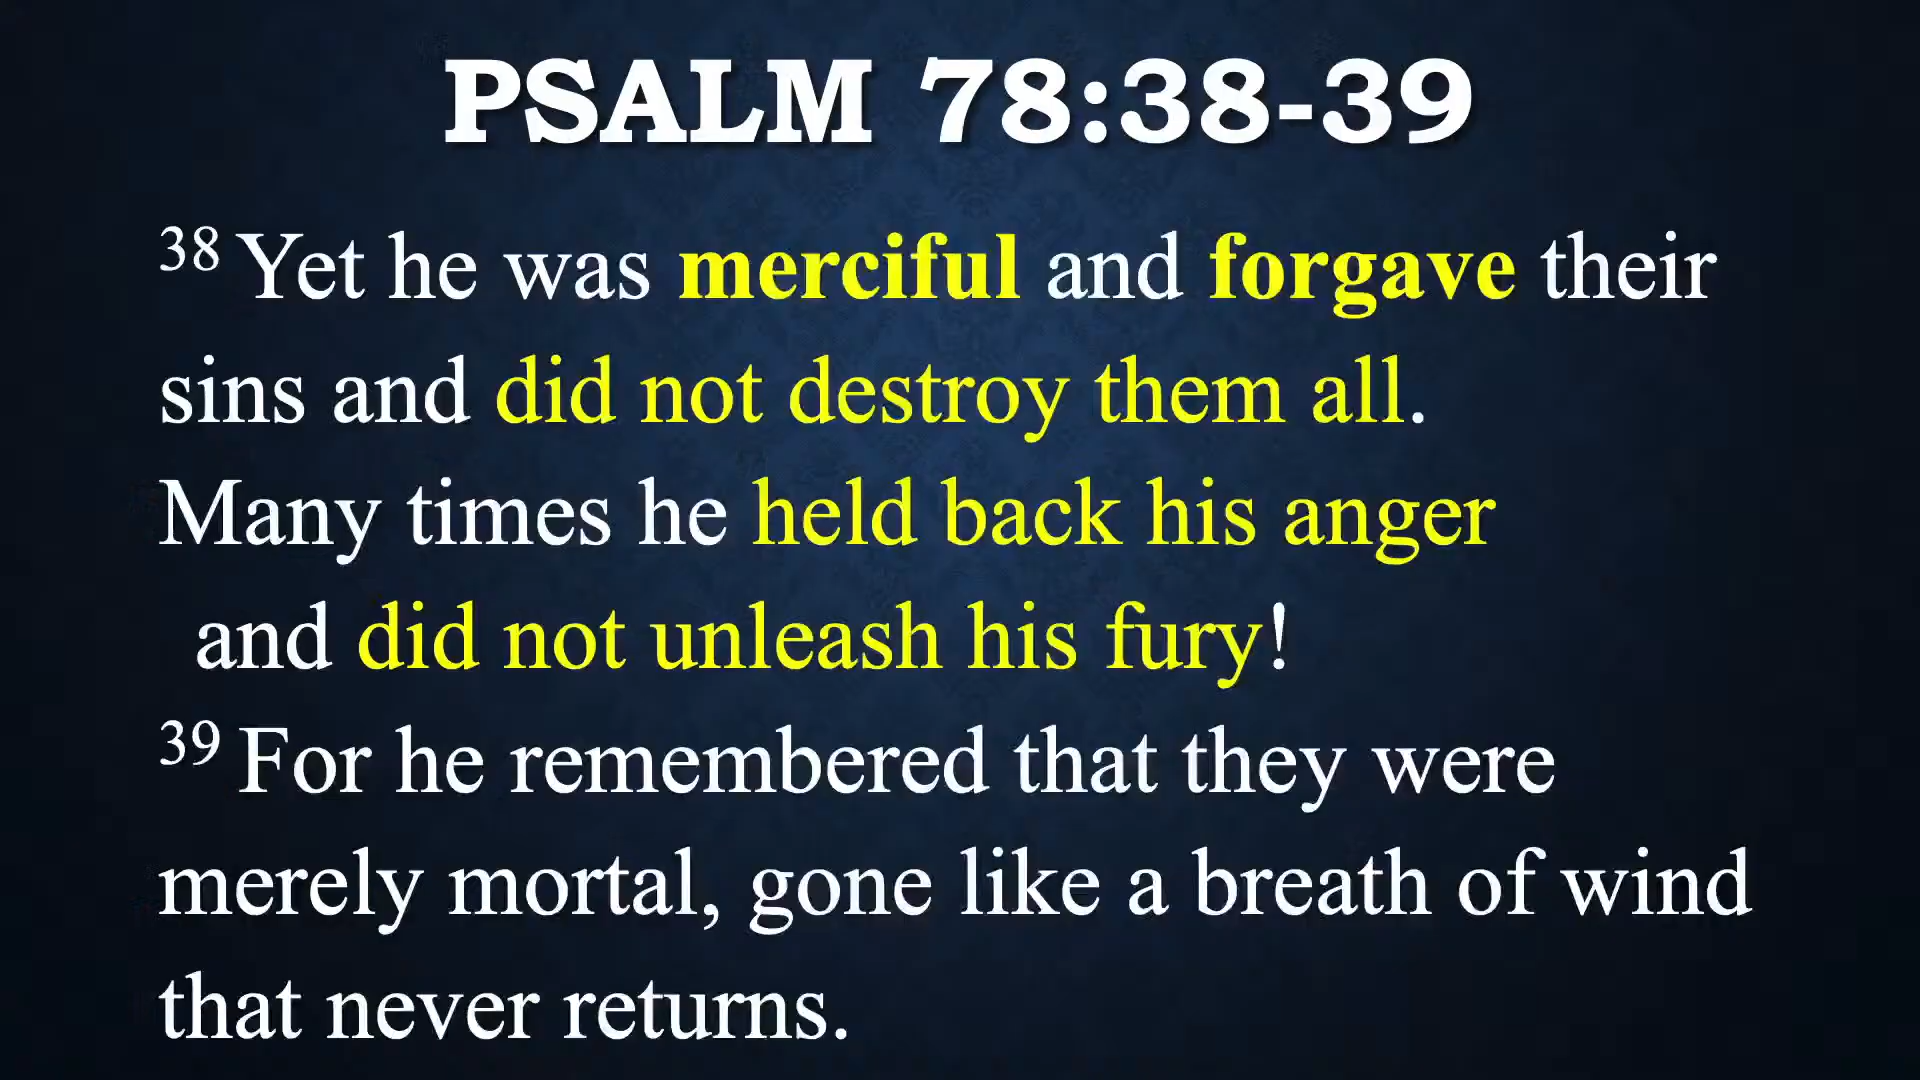 PSALM 78:38-39
38 Yet he was merciful and forgave their
sins and did not destroy them all.
Many times he held back his anger
and did not unleash his fury!
39 For he remembered that they were
merely mortal, gone like a breath of wind
that never returns.